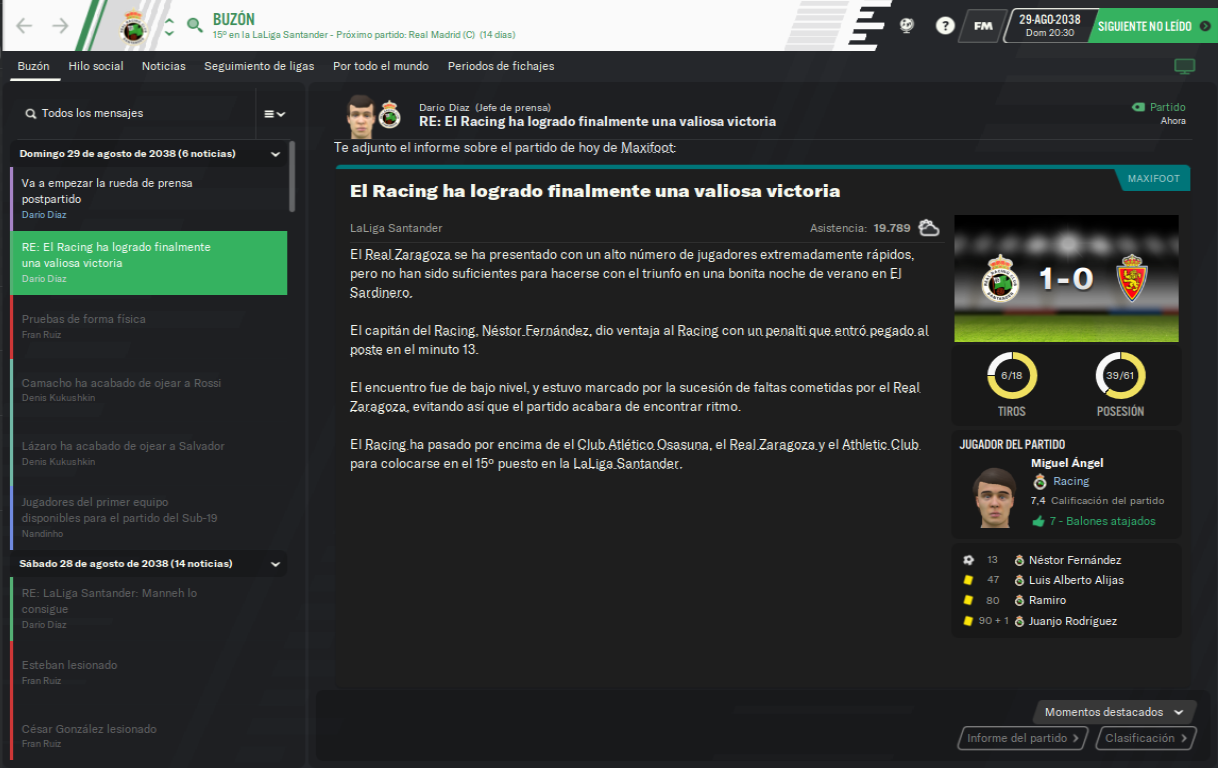 BUZÓN
15º en la LaLiga Santander - Próximo partido: Real Madrid (C) (14 días)
FM
29-AGO-2038
Dom 20:30
SIGUIENTE NO LEÍDO
Buzón Hilo social Noticias Seguimiento de ligas Por todo el mundo Periodos de fichajes
Todos los mensajes
Domingo 29 de agosto de 2038 (6 noticias)
Va a empezar la rueda de prensa
postpartido
Darío Díaz
RE: El Racing ha logrado finalmente
una valiosa victoria
Darío Díaz
Pruebas de forma física
Fran Ruiz
Camacho ha acabado de ojear a Rossi
Denis Kukushkin
Lázaro ha acabado de ojear a Salvador
Denis Kukushkin
Jugadores del primer equipo
disponibles para el partido del Sub-19
Nandinho
Sábado 28 de agosto de 2038 (14 noticias)
RE: LaLiga Santander: Manneh lo
consigue
Darío Díaz
Esteban lesionado
Fran Ruiz
César González lesionado
Fran Ruiz
Darío Díaz (Jefe de prensa)
RE: El Racing ha logrado finalmente una valiosa victoria
Partido
Ahora
Te adjunto el informe sobre el partido de hoy de Maxifoot:
MAXIFOOT
El Racing ha logrado finalmente una valiosa victoria
LaLiga Santander
Asistencia: 19.789
El Real Zaragoza se ha presentado con un alto número de jugadores extremadamente rápidos,
pero no han sido suficientes para hacerse con el triunfo en una bonita noche de verano en El
Sardinero.
El capitán del Racing, Néstor Fernández, dio ventaja al Racing con un penalti que entró pegado al
poste en el minuto 13.
El encuentro fue de bajo nivel, y estuvo marcado por la sucesión de faltas cometidas por el Real
Zaragoza, evitando así que el partido acabara de encontrar ritmo.
El Racing ha pasado por encima de el Club Atlético Osasuna, el Real Zaragoza y el Athletic Club
para colocarse en el 15º puesto en la LaLiga Santander.
1-0
6/18
39/61
TIROS
POSESIÓN
JUGADOR DEL PARTIDO
Miguel Ángel
Racing
7,4 Calificación del partido
7 - Balones atajados
13 Néstor Fernández
47 Luis Alberto Alijas
80 Ramiro
90 + 1 Juanjo Rodríguez
Momentos destacados
Informe del partido
Clasificación